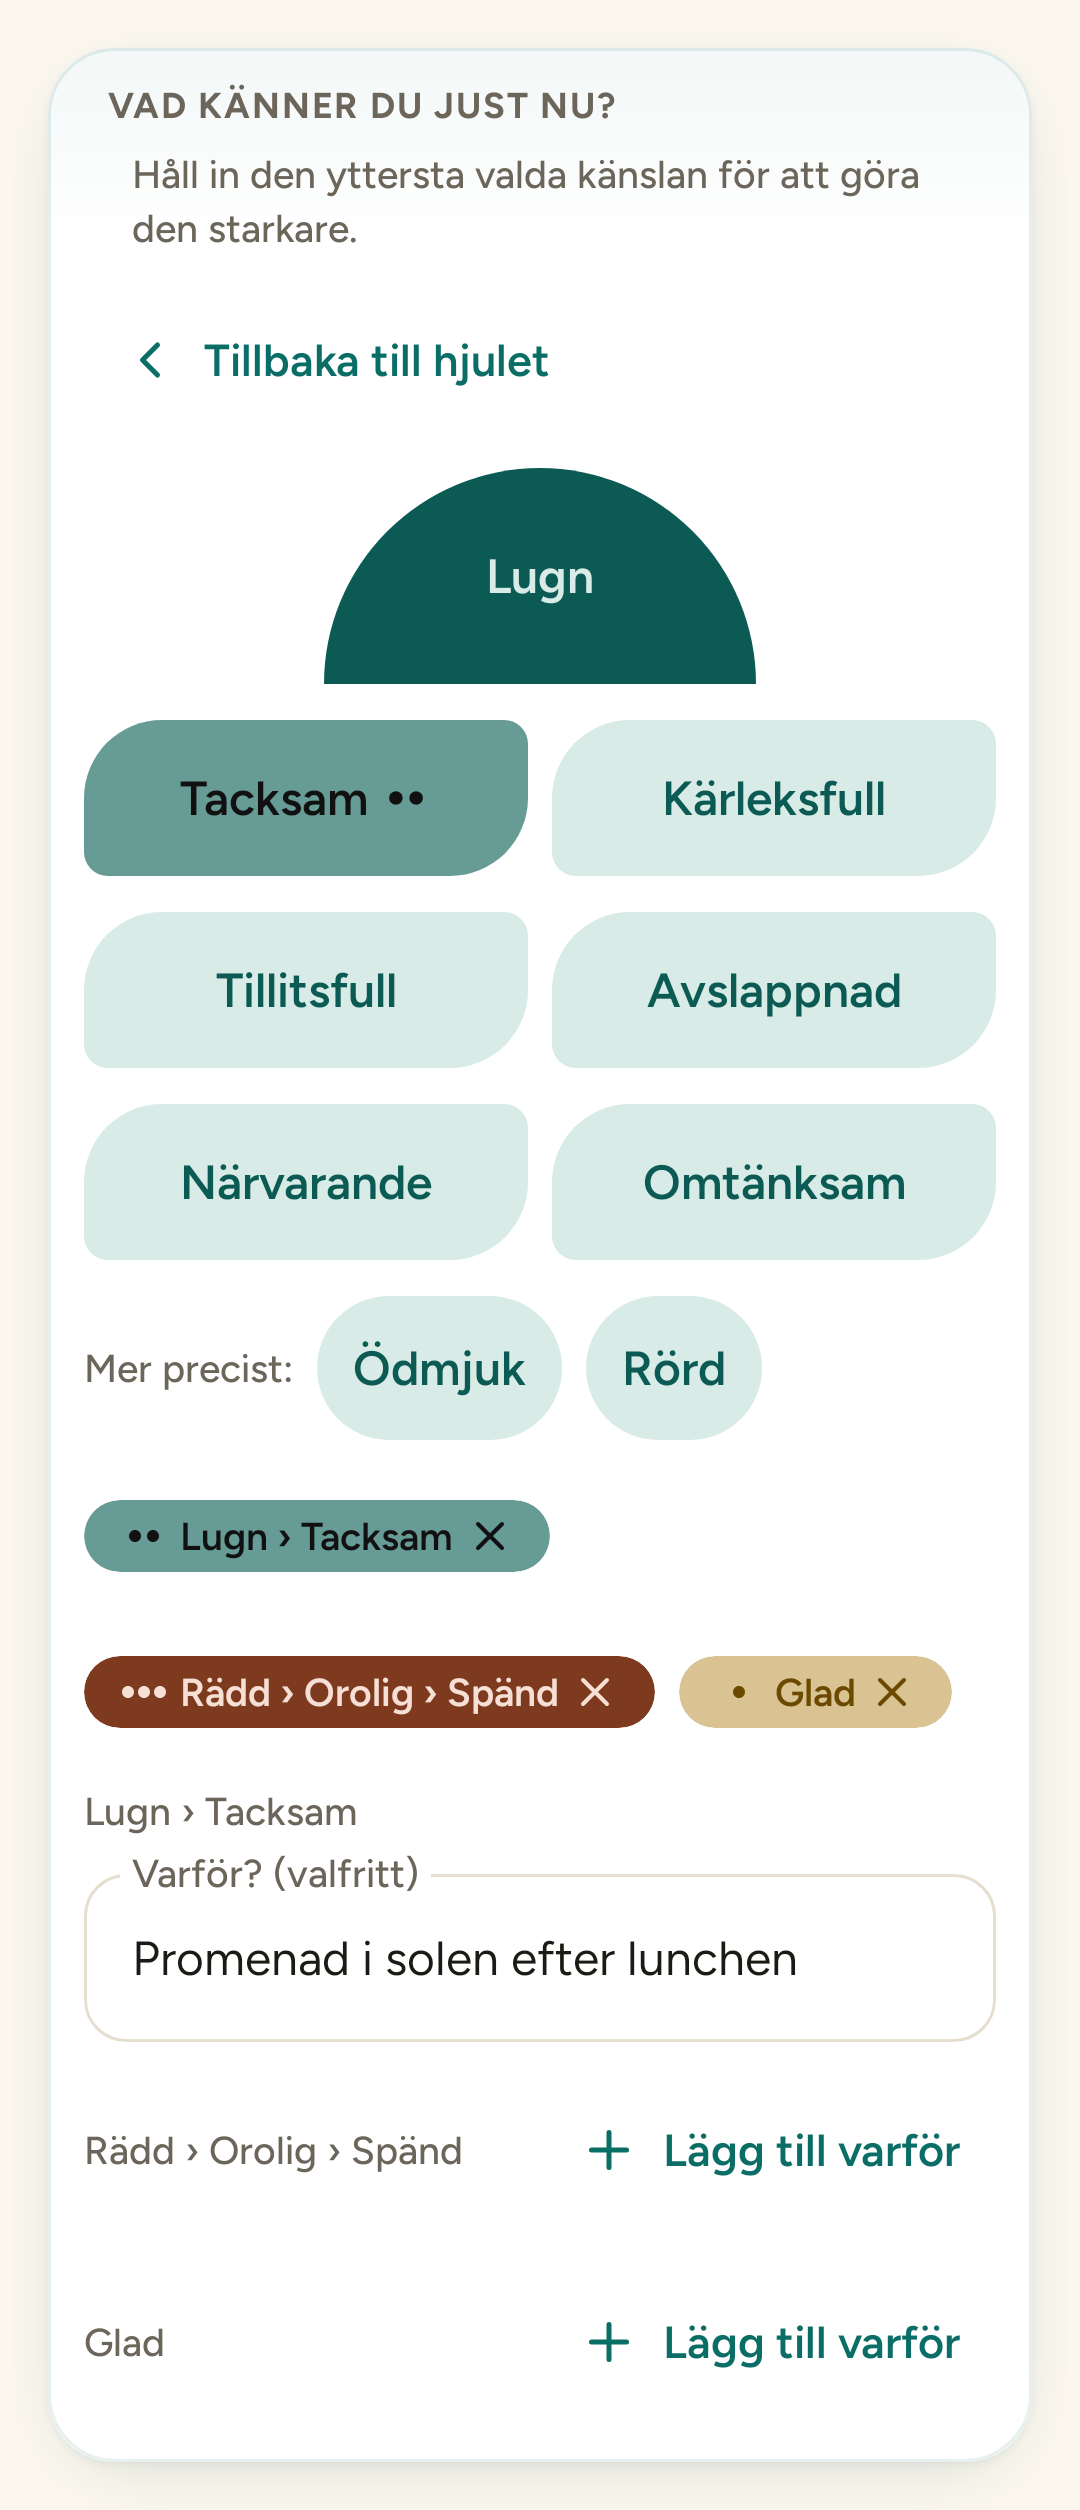 VAD KÄNNER DU JUST NU?
Håll in den yttersta valda känslan för att göra
den starkare.
Tillbaka till hjulet
Lugn
Tacksam ••
Kärleksfull
Tillitsfull
Avslappnad
Närvarande
Omtänksam
Mer precist:
Ödmjuk
Rörd
•• Lugn › Tacksam ✕
••• Rädd › Orolig › Spänd ✕
• Glad ✕
Lugn › Tacksam
Varför? (valfritt)
Promenad i solen efter lunchen
Rädd › Orolig › Spänd
+ Lägg till varför
Glad
+ Lägg till varför